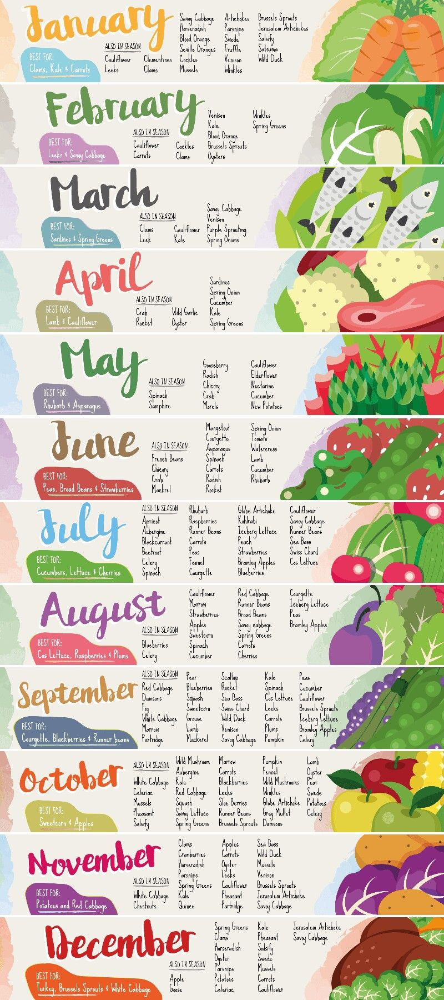 January
BEST FOR:
Clams, Kale & Carrots
ALSO IN SEASON
Cauliflower
Leeks
Clementines
Clams
Savoy Cabbage
Horseradish
Blood Orange
Seville Oranges
Cockles
Mussels
Artichokes
Parsnips
Swede
Truffle
Venison
Winkles
Brussels Sprouts
Jerusalem Artichokes
Salsify
Satsuma
Wild Duck
February
BEST FOR:
Leeks & Savoy Cabbage
ALSO IN SEASON
Cauliflower
Carrots
Cockles
Clams
Venison
Kale
Blood Orange
Brussels Sprouts
Oysters
Winkles
Spring Greens
March
BEST FOR:
Sardines & Spring Greens
ALSO IN SEASON
Clams
Leek
Cauliflower
Kale
Savoy Cabbage
Venison
Purple Sprouting
Spring Onions
April
BEST FOR:
Lamb & Cauliflower
ALSO IN SEASON
Crab
Rocket
Wild Garlic
Oyster
Sardines
Spring Onion
Cucumber
Kale
Spring Greens
May
BEST FOR:
Rhubarb & Asparagus
ALSO IN SEASON
Spinach
Samphire
Gooseberry
Radish
Chicory
Crab
Morels
Cauliflower
Elderflower
Nectarine
Cucumber
New Potatoes
June
BEST FOR:
Peas, Broad Beans & Strawberries
ALSO IN SEASON
French Beans
Chicory
Crab
Mackrel
Mangetout
Courgette
Asparagus
Spinach
Carrots
Radish
Rocket
Spring Onion
Tomato
Watercress
Lamb
Cucumber
Rhubarb
July
BEST FOR:
Cucumbers, Lettuce & Cherries
ALSO IN SEASON
Apricot
Aubergine
Blackcurrant
Beetroot
Celery
Spinach
Rhubarb
Raspberries
Runner Beans
Carrots
Peas
Fennel
Courgette
Globe Artichoke
Kohlrabi
Iceberg Lettuce
Peach
Strawberries
Bramley Apples
Blueberries
Cauliflower
Savoy Cabbage
Runner Beans
Sea Bass
Swiss Chard
Cos Lettuce
August
BEST FOR:
Cos Lettuce, Raspberries & Plums
ALSO IN SEASON
Blueberries
Celery
Cauliflower
Marrow
Strawberries
Apples
Sweetcorn
Spinach
Cucumber
Red Cabbage
Runner Beans
Broad Beans
Savoy cabbage
Spring Greens
Carrots
Cherries
Courgette
Iceberg Lettuce
Peas
Bramley Apples
September
BEST FOR:
Courgette, Blackberries & Runner beans
ALSO IN SEASON
Red Cabbage
Damsons
Fig
White Cabbage
Marrow
Partridge
Pear
Blueberries
Squash
Sweetcorn
Grouse
Lamb
Mackerel
Scallop
Rocket
Sea Bass
Swiss Chard
Wild Duck
Venison
Savoy Cabbage
Kale
Spinach
Cos Lettuce
Leeks
Carrots
Plums
Pumpkin
Peas
Cucumber
Cauliflower
Brussels Sprouts
Iceberg Lettuce
Bramley Apples
Celery
October
BEST FOR:
Sweetcorn & Apples
ALSO IN SEASON
White Cabbage
Celeriac
Mussels
Pheasant
Salsify
Wild Mushroom
Aubergine
Kale
Red Cabbage
Squash
Savoy Lettuce
Spring Greens
Marrow
Carrots
Blackberries
Leeks
Sloe Berries
Runner Beans
Brussels Sprouts
Pumpkin
Fennel
Wild Mushrooms
Winkles
Globe Artichoke
Grey Mullet
Damsons
Lamb
Oyster
Pear
Swede
Potatoes
Celery
November
BEST FOR:
Potatoes and Red Cabbage
ALSO IN SEASON
White Cabbage
Chestnuts
Clams
Cranberries
Horseradish
Parsnips
Spring Greens
Kale
Quince
Apples
Carrots
Oyster
Leeks
Cauliflower
Pheasant
Partridge
Sea Bass
Wild Duck
Mussels
Venison
Brussels Sprouts
Jerusalem Artichoke
Savoy Cabbage
December
BEST FOR:
Turkey, Brussels Sprouts & White Cabbage
ALSO IN SEASON
Apple
Goose
Spring Greens
Clams
Horseradish
Oyster
Parsnips
Potatoes
Celeriac
Kale
Pheasant
Salsify
Swede
Mussels
Carrots
Cauliflower
Jerusalem Artichoke
Savoy Cabbage